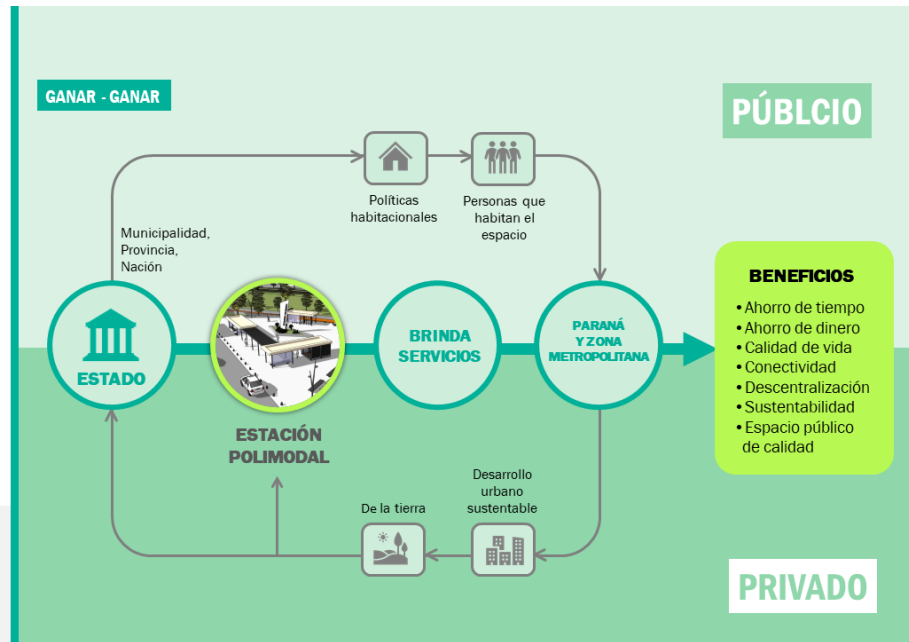 GANAR - GANAR
PÚBLCIO
Políticas
habitacionales
Personas que
habitan el
espacio
Municipalidad,
Provincia,
Nación
ESTADO
BRINDA
SERVICIOS
PARANÁ
Y ZONA
METROPOLITANA
BENEFICIOS
• Ahorro de tiempo
• Ahorro de dinero
• Calidad de vida
• Conectividad
• Descentralización
• Sustentabilidad
• Espacio público
de calidad
ESTACIÓN
POLIMODAL
De la tierra
Desarrollo
urbano
sustentable
PRIVADO